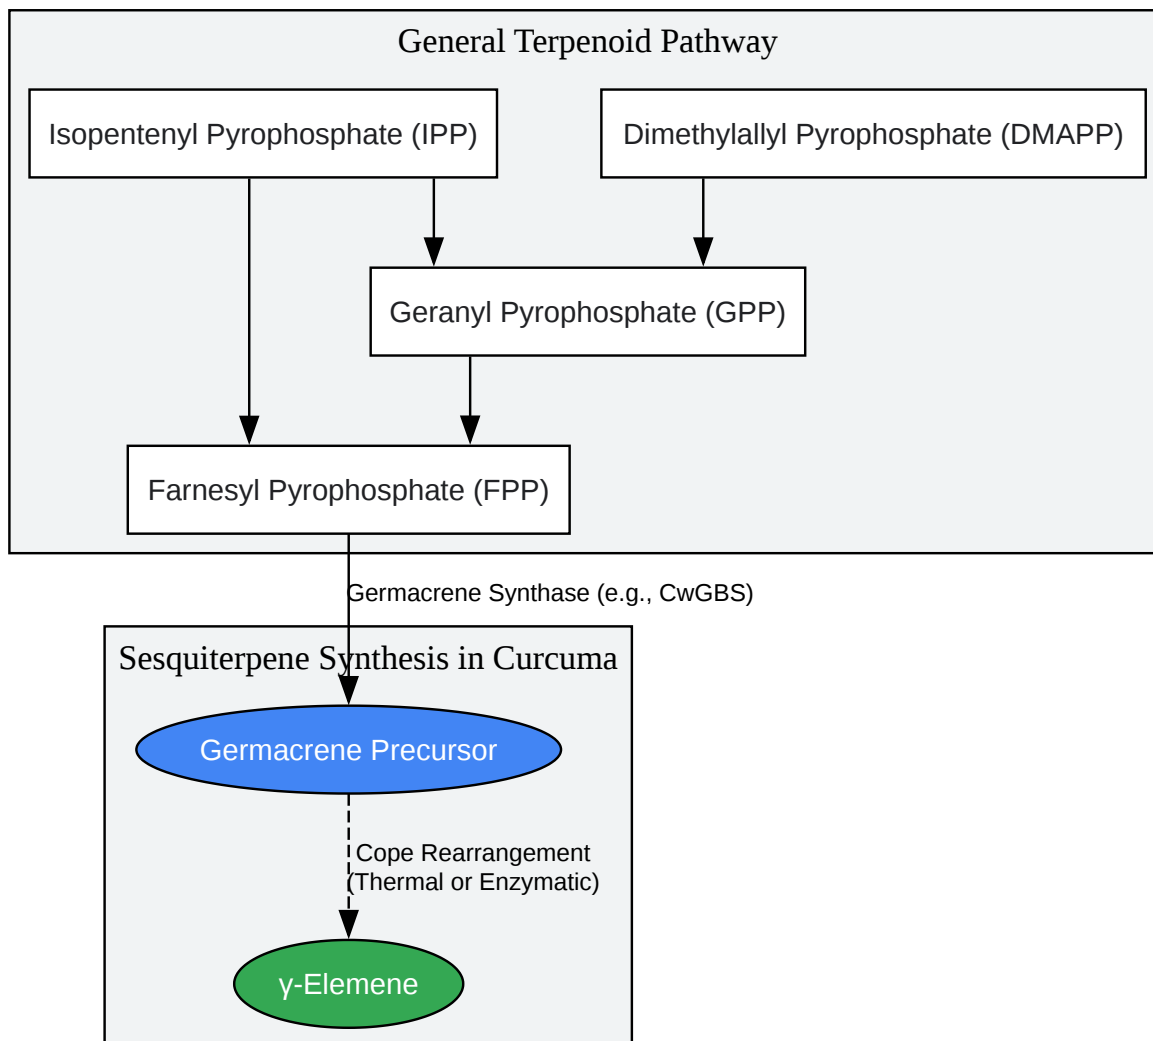 General Terpenoid Pathway
Isopentenyl Pyrophosphate (IPP)
Dimethylallyl Pyrophosphate (DMAPP)
Geranyl Pyrophosphate (GPP)
Farnesyl Pyrophosphate (FPP)
Germacrene Synthase (e.g., CwGBS)
Sesquiterpene Synthesis in Curcuma
Germacrene Precursor
Cope Rearrangement
(Thermal or Enzymatic)
γ-Elemene